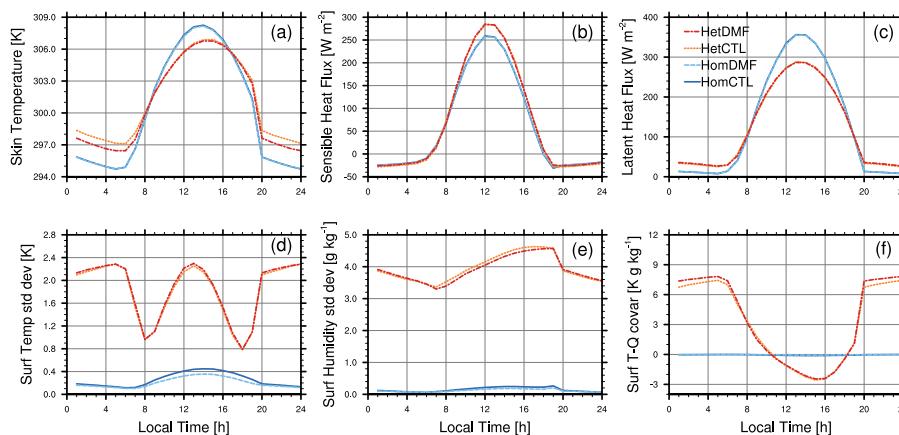 Skin Temperature [K]
309.0
306.0
303.0
300.0
297.0
294.0
0 4 8 12 16 20 24
(a)
Sensible Heat Flux [W m-2]
300
250
200
150
100
50
0
-50
0 4 8 12 16 20 24
(b)
Latent Heat Flux [W m-2]
400
300
200
100
0
0 4 8 12 16 20 24
(c)
HetDMF
HetCTL
HomDMF
HomCTL
Surf Temp std dev [K]
2.8
2.4
1.8
1.2
0.6
0.0
0 4 8 12 16 20 24
Local Time [h]
(d)
Surf Humidity std dev [g kg-1]
5.0
4.0
3.0
2.0
1.0
0.0
0 4 8 12 16 20 24
Local Time [h]
(e)
Surf T-Q covar [K g kg-1]
12
9
6
3
0
-3
0 4 8 12 16 20 24
Local Time [h]
(f)